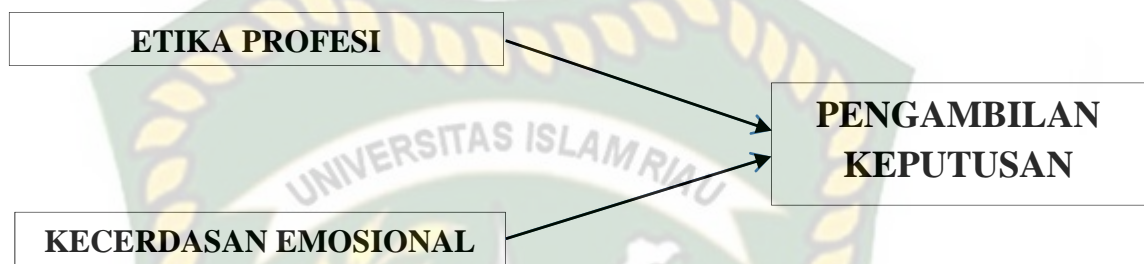 ETIKA PROFESI
PENGAMBILAN
KEPUTUSAN
UNIVERSITAS ISLAM RIAU
KECERDASAN EMOSIONAL